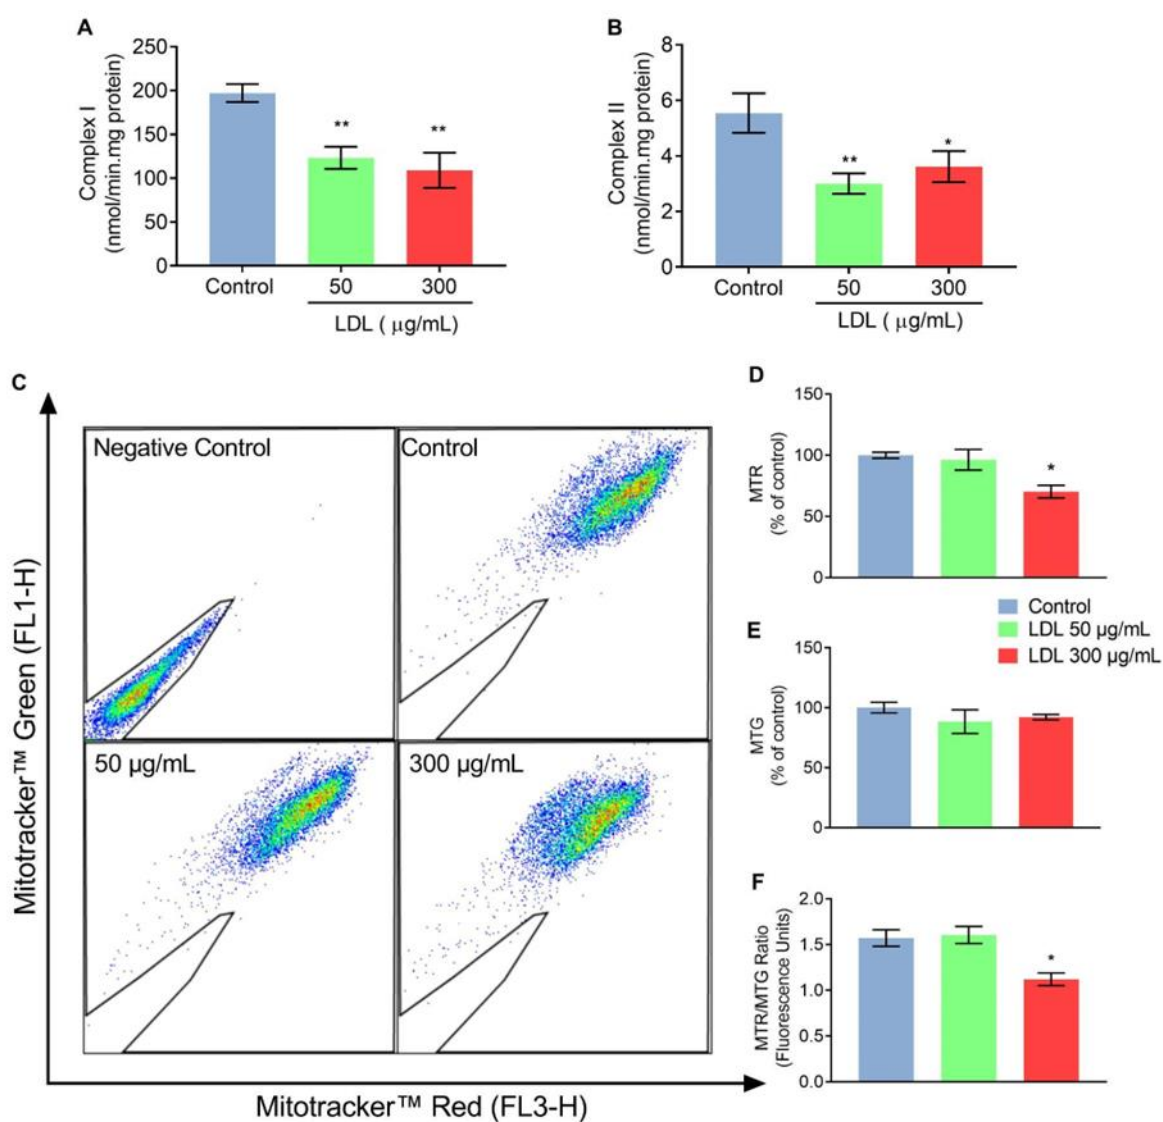 A
Complex I
(nmol/min.mg protein)
250
200
150
100
50
0
**
**
Control
50
300
LDL ( μg/mL)
B
Complex II
(nmol/min.mg protein)
8
6
4
2
0
**
*
Control
50
300
LDL ( μg/mL)
C
Mitotracker™ Green (FL1-H)
Negative Control
Control
50 μg/mL
300 μg/mL
Mitotracker™ Red (FL3-H)
D
MTR
(% of control)
150
100
50
0
*
Control
LDL 50 μg/mL
LDL 300 μg/mL
E
MTG
(% of control)
150
100
50
0
F
MTR/MTG Ratio
(Fluorescence Units)
2.0
1.5
1.0
0.5
0.0
*